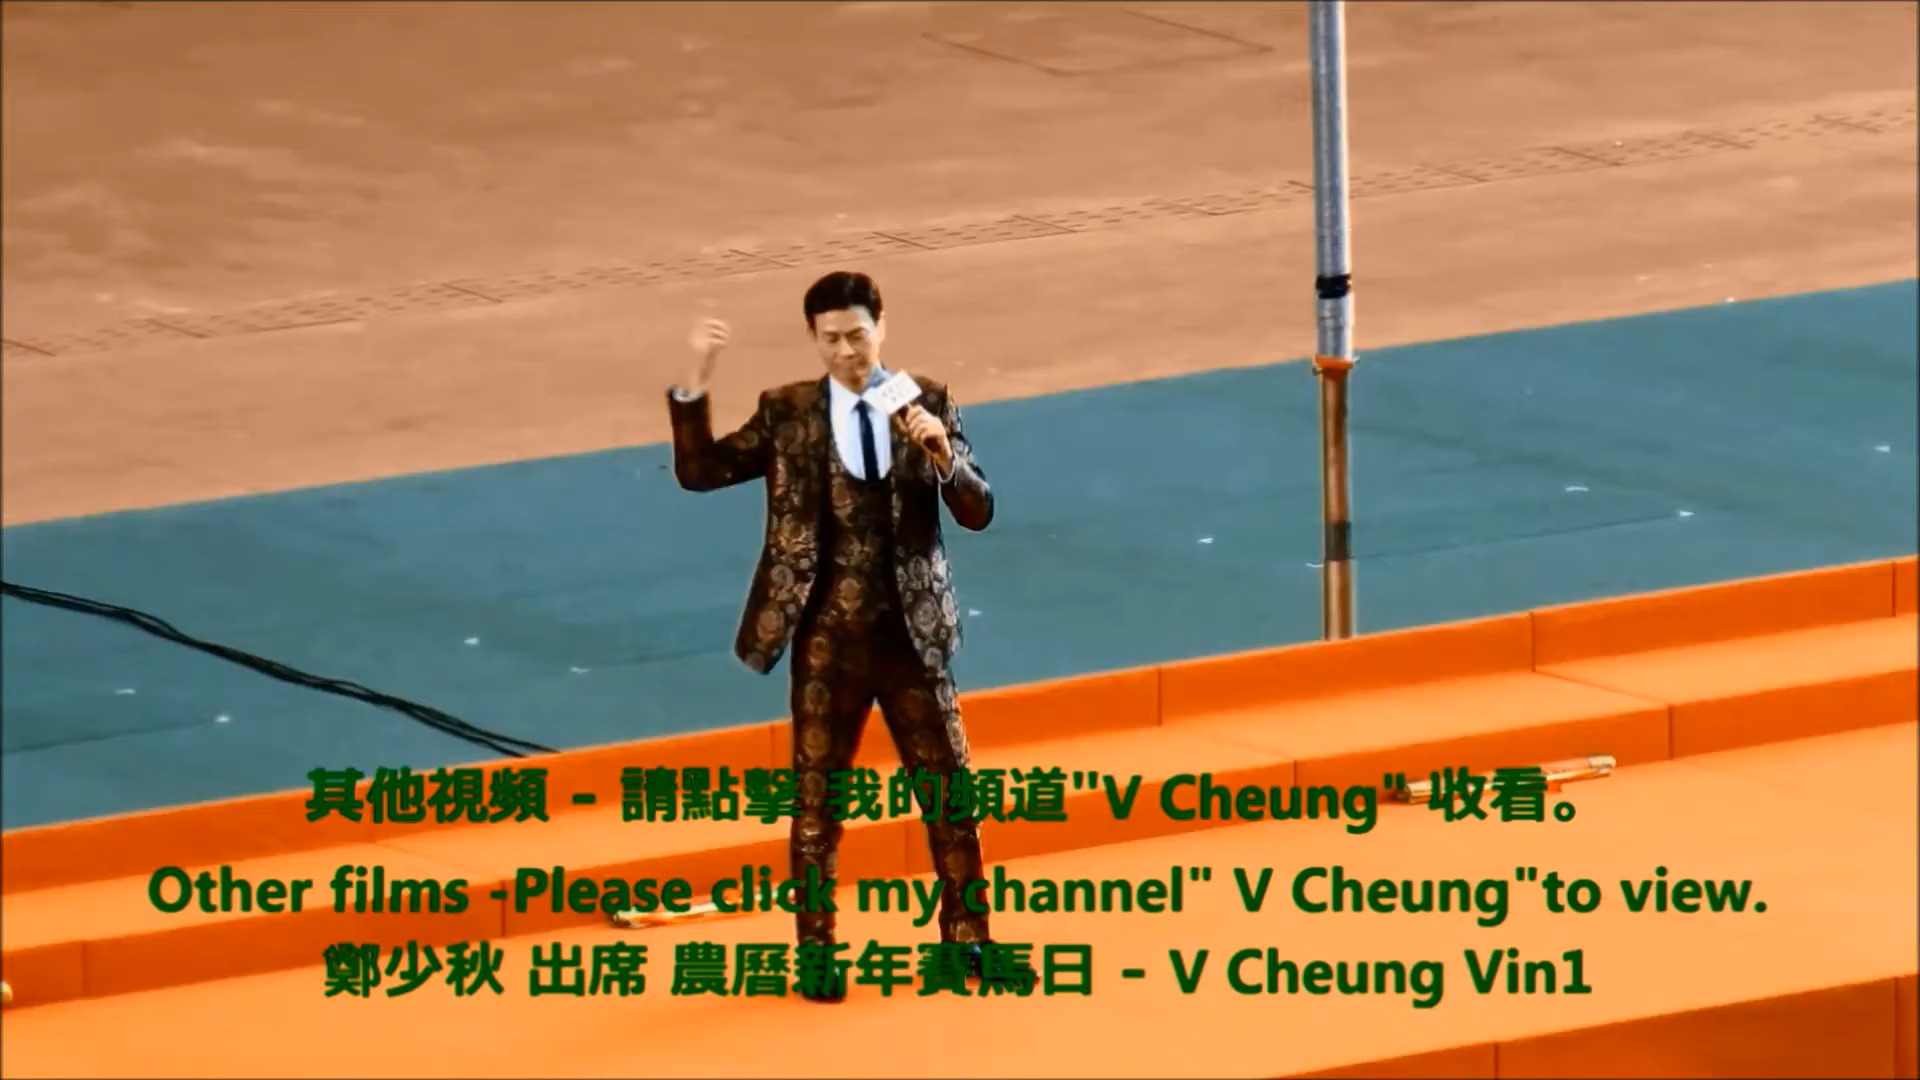 其他視頻 - 請點擊 我的頻道"V Cheung" 收看。
Other films -Please click my channel" V Cheung"to view.
鄭少秋 出席 農曆新年賽馬日 - V Cheung Vin1